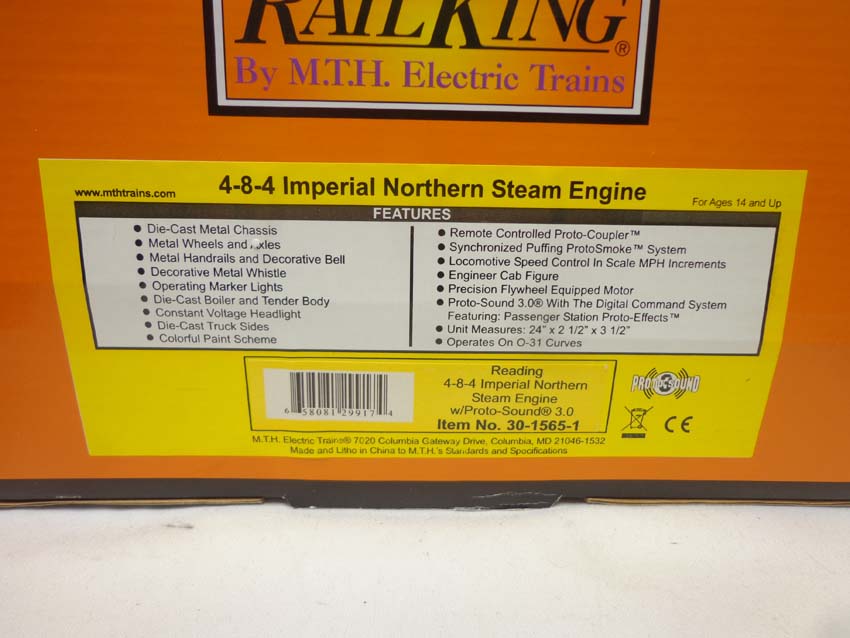 RAILKING®
By M.T.H. Electric Trains
www.mthtrains.com
4-8-4 Imperial Northern Steam Engine
For Ages 14 and Up
FEATURES
● Die-Cast Metal Chassis
● Metal Wheels and Axles
● Metal Handrails and Decorative Bell
● Decorative Metal Whistle
● Operating Marker Lights
● Die-Cast Boiler and Tender Body
● Constant Voltage Headlight
● Die-Cast Truck Sides
● Colorful Paint Scheme
● Remote Controlled Proto-Coupler™
● Synchronized Puffing ProtoSmoke™ System
● Locomotive Speed Control In Scale MPH Increments
● Engineer Cab Figure
● Precision Flywheel Equipped Motor
● Proto-Sound 3.0® With The Digital Command System
Featuring: Passenger Station Proto-Effects™
● Unit Measures: 24" x 2 1/2" x 3 1/2"
● Operates On O-31 Curves
6 58081 29917 4
Reading
4-8-4 Imperial Northern
Steam Engine
w/Proto-Sound® 3.0
Item No. 30-1565-1
PROTO 3 SOUND
CE
M.T.H. Electric Trains® 7020 Columbia Gateway Drive, Columbia, MD 21046-1532
Made and Litho in China to M.T.H.'s Standards and Specifications